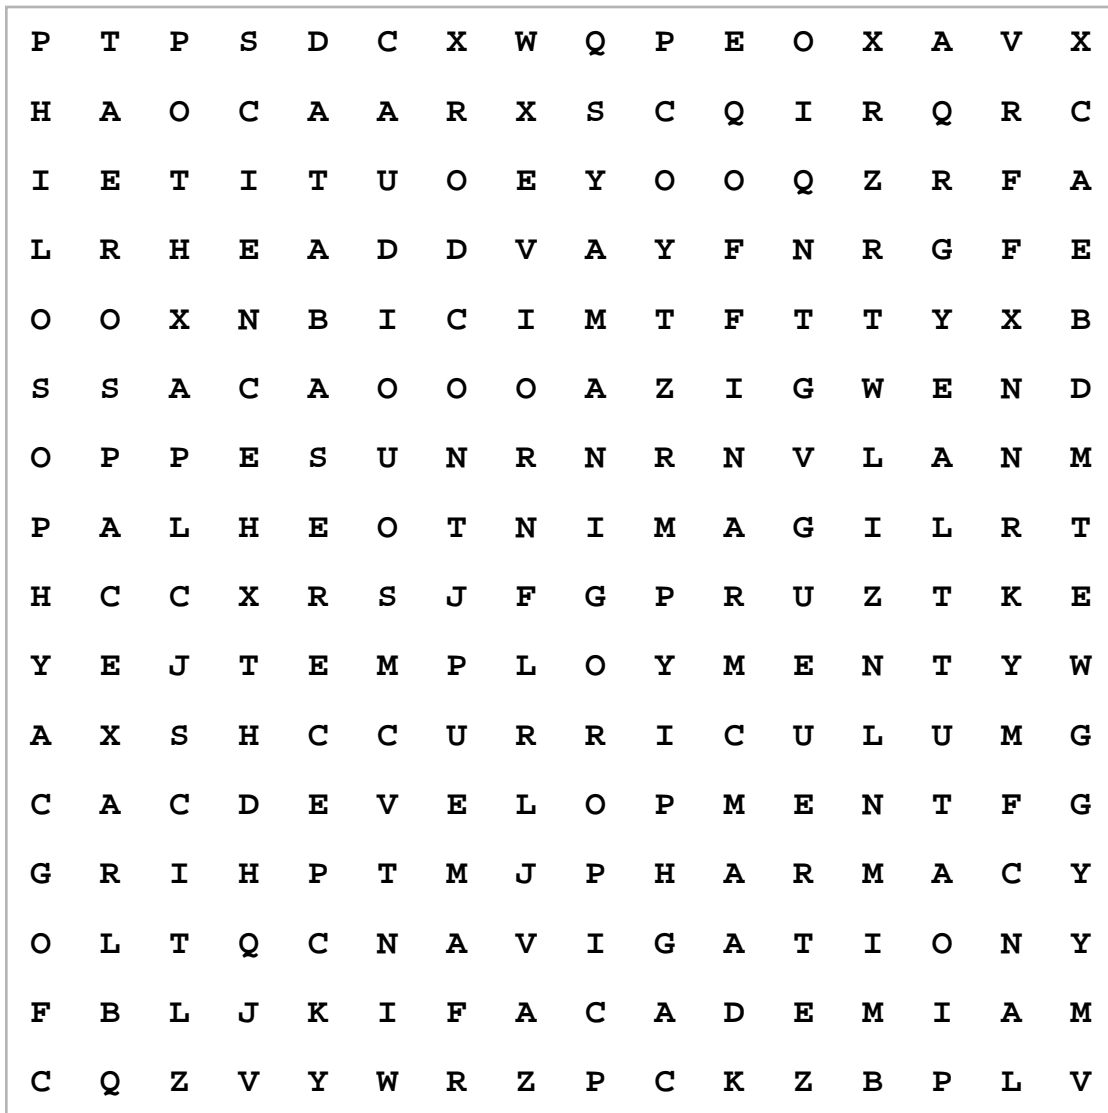 P T P S D C X W Q P E O X A V X
H A O C A A R X S C Q I R Q R C
I E T I T U O E Y O O Q Z R F A
L R H E A D D V A Y F N R G F E
O O X N B I C I M T F T T Y X B
S S A C A O O O A Z I G W E N D
O P P E S U N R N R N V L A N M
P A L H E O T N I M A G I L R T
H C C X R S J F G P R U Z T K E
Y E J T E M P L O Y M E N T Y W
A X S H C C U R R I C U L U M G
C A C D E V E L O P M E N T F G
G R I H P T M J P H A R M A C Y
O L T Q C N A V I G A T I O N Y
F B L J K I F A C A D E M I A M
C Q Z V Y W R Z P C K Z B P L V